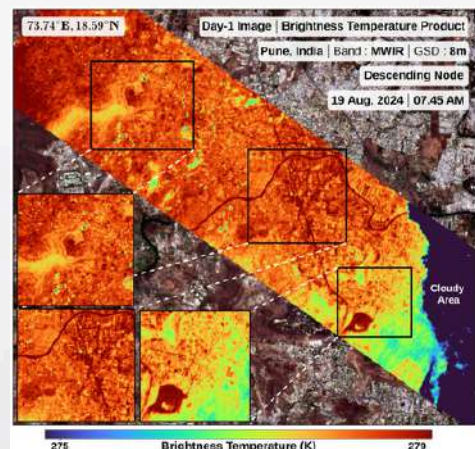 73.74°E, 18.59°N
Day-1 Image | Brightness Temperature Product
Pune, India | Band : MWIR | GSD : 8m
Descending Node
19 Aug, 2024 | 07.45 AM
Cloudy
Area
275
Brightness Temperature (K)
279